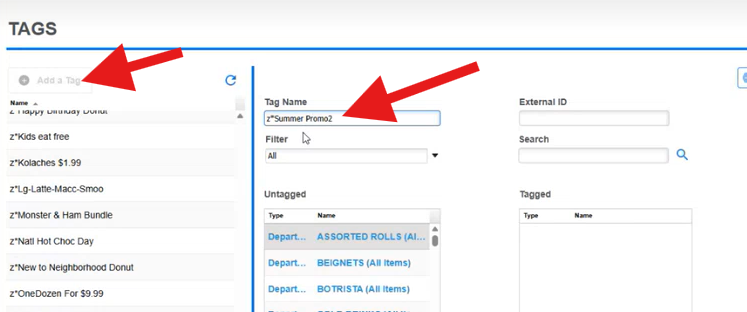 TAGS
Add a Tag
Name
z*Happy Birthday Donut
z*Kids eat free
z*Kolaches $1.99
z*Lg-Latte-Macc-Smoo
z*Monster & Ham Bundle
z*Natl Hot Choc Day
z*New to Neighborhood Donut
z*OneDozen For $9.99
Tag Name
External ID
z*Summer Promo2
Filter
Search
All
Untagged
Tagged
Type Name
Type Name
Depart... ASSORTED ROLLS (Al...
Depart... BEIGNETS (All Items)
Depart... BOTRISTA (All Items)